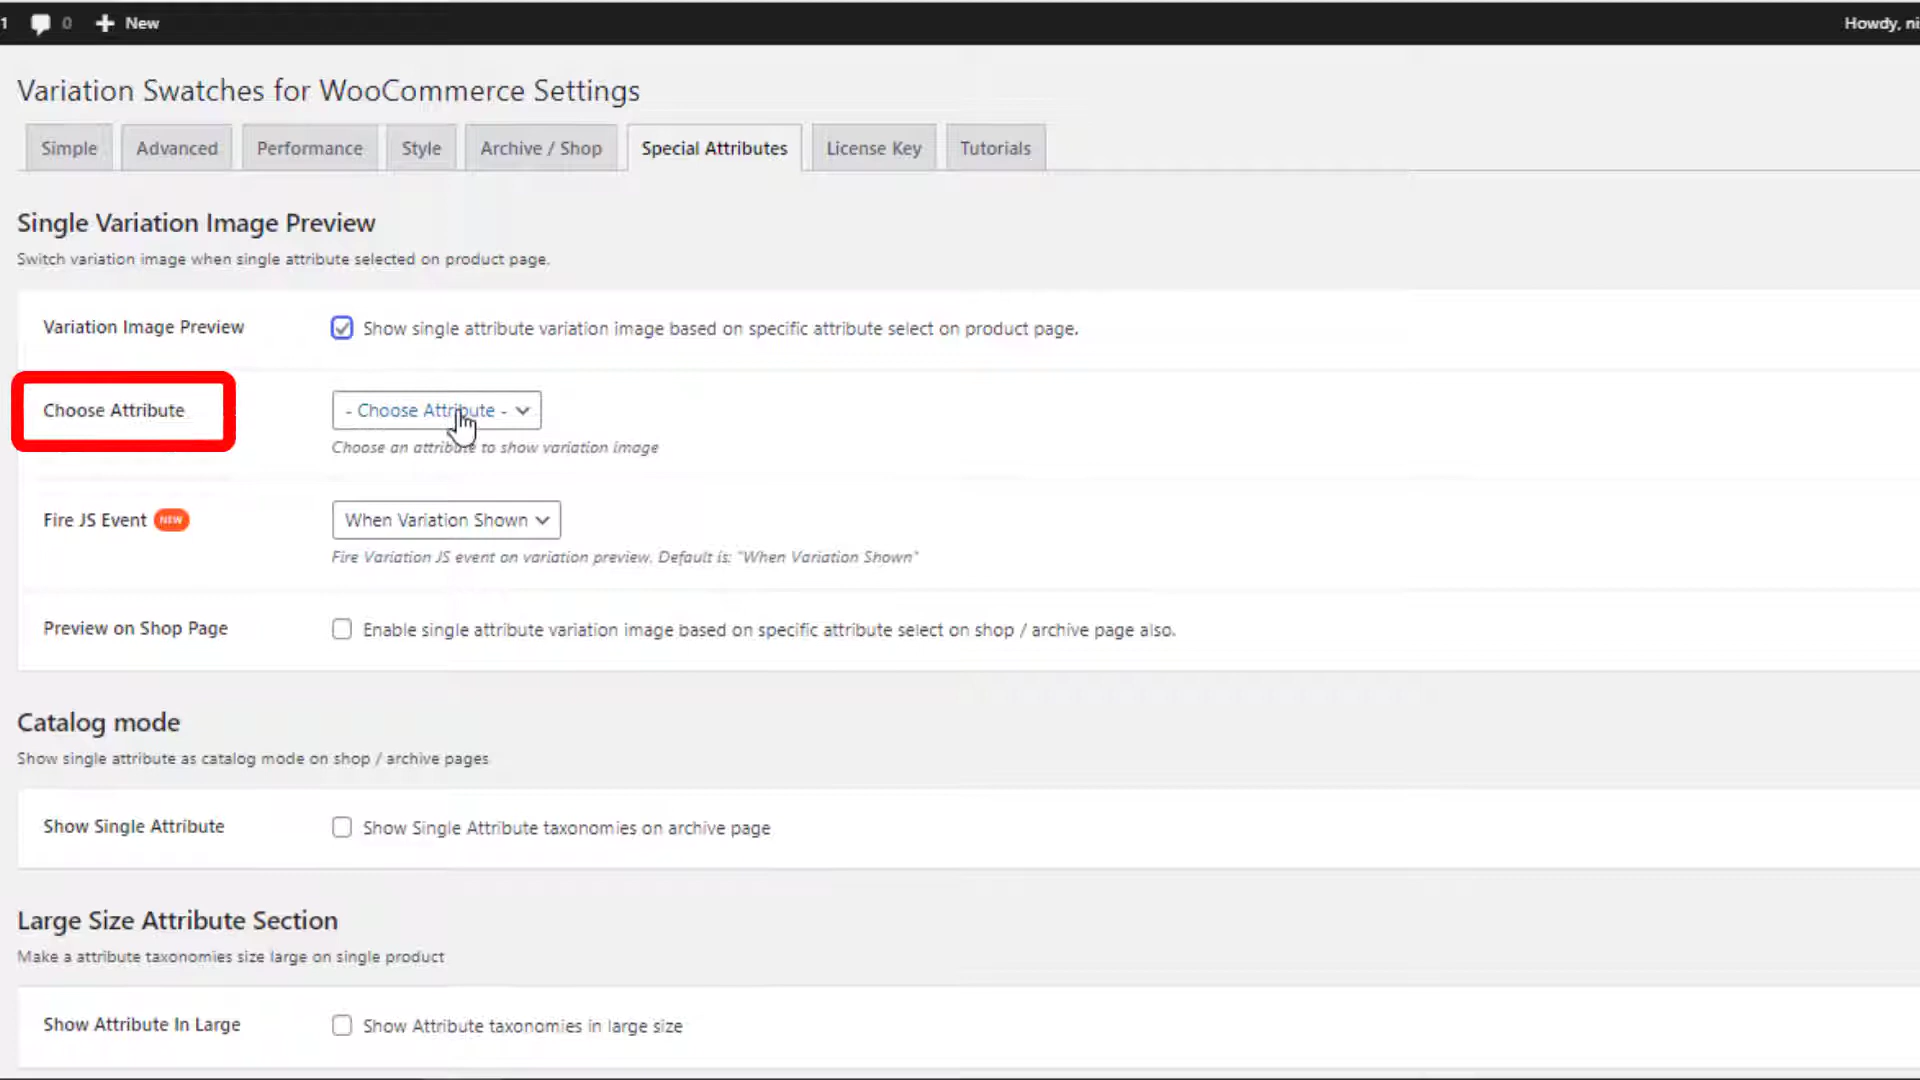 1 0 New Howdy, ni
Variation Swatches for WooCommerce Settings
Simple Advanced Performance Style Archive / Shop Special Attributes License Key Tutorials
Single Variation Image Preview
Switch variation image when single attribute selected on product page.
Variation Image Preview Show single attribute variation image based on specific attribute select on product page.
Choose Attribute - Choose Attribute -
Choose an attribute to show variation image
Fire JS Event NEW When Variation Shown
Fire Variation JS event on variation preview. Default is: "When Variation Shown"
Preview on Shop Page Enable single attribute variation image based on specific attribute select on shop / archive page also.
Catalog mode
Show single attribute as catalog mode on shop / archive pages
Show Single Attribute Show Single Attribute taxonomies on archive page
Large Size Attribute Section
Make a attribute taxonomies size large on single product
Show Attribute In Large Show Attribute taxonomies in large size